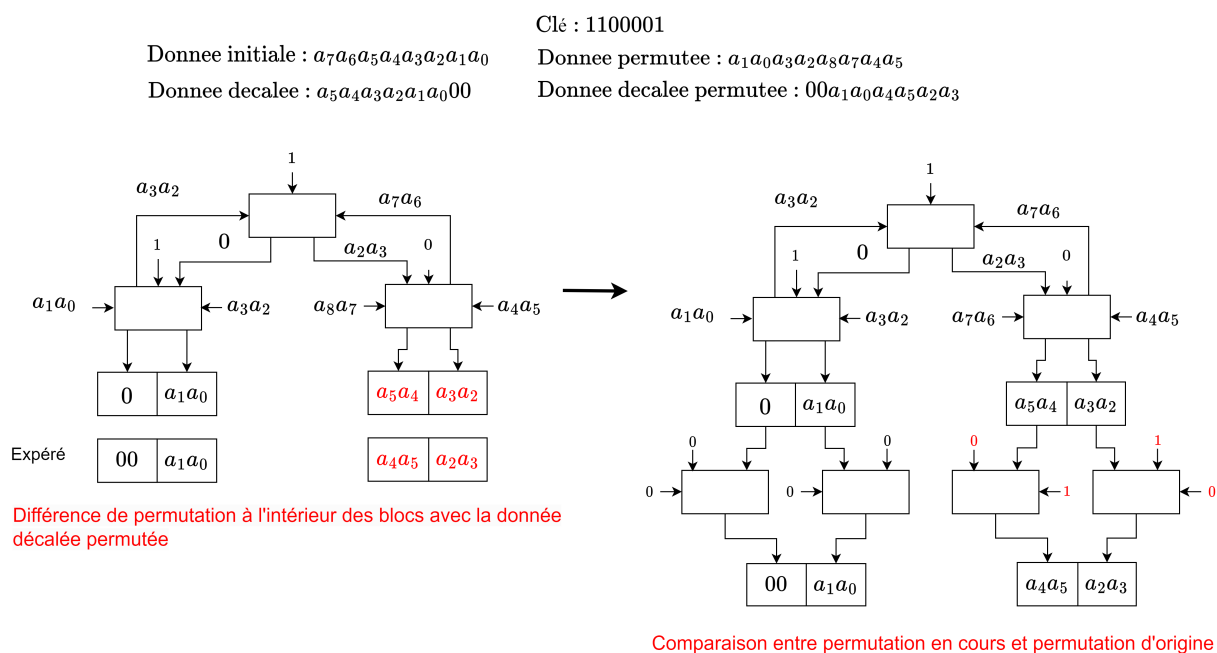 Clé : 1100001
Donnee initiale : a₇a₆a₅a₄a₃a₂a₁a₀
Donnee permutee : a₁a₀a₃a₂a₈a₇a₄a₅
Donnee decalee : a₅a₄a₃a₂a₁a₀00
Donnee decalee permutee : 00a₁a₀a₄a₅a₂a₃
1
a₃a₂
a₇a₆
1
0
a₂a₃
0
a₁a₀
a₃a₂
a₈a₇
a₄a₅
0
a₁a₀
a₅a₄
a₃a₂
Expéré
00
a₁a₀
a₄a₅
a₂a₃
Différence de permutation à l'intérieur des blocs avec la donnée
décalée permutée
1
a₃a₂
a₇a₆
1
0
a₂a₃
0
a₁a₀
a₃a₂
a₇a₆
a₄a₅
0
a₁a₀
a₅a₄
a₃a₂
0
0
0
1
0
0
1
0
00
a₁a₀
a₄a₅
a₂a₃
Comparaison entre permutation en cours et permutation d'origine